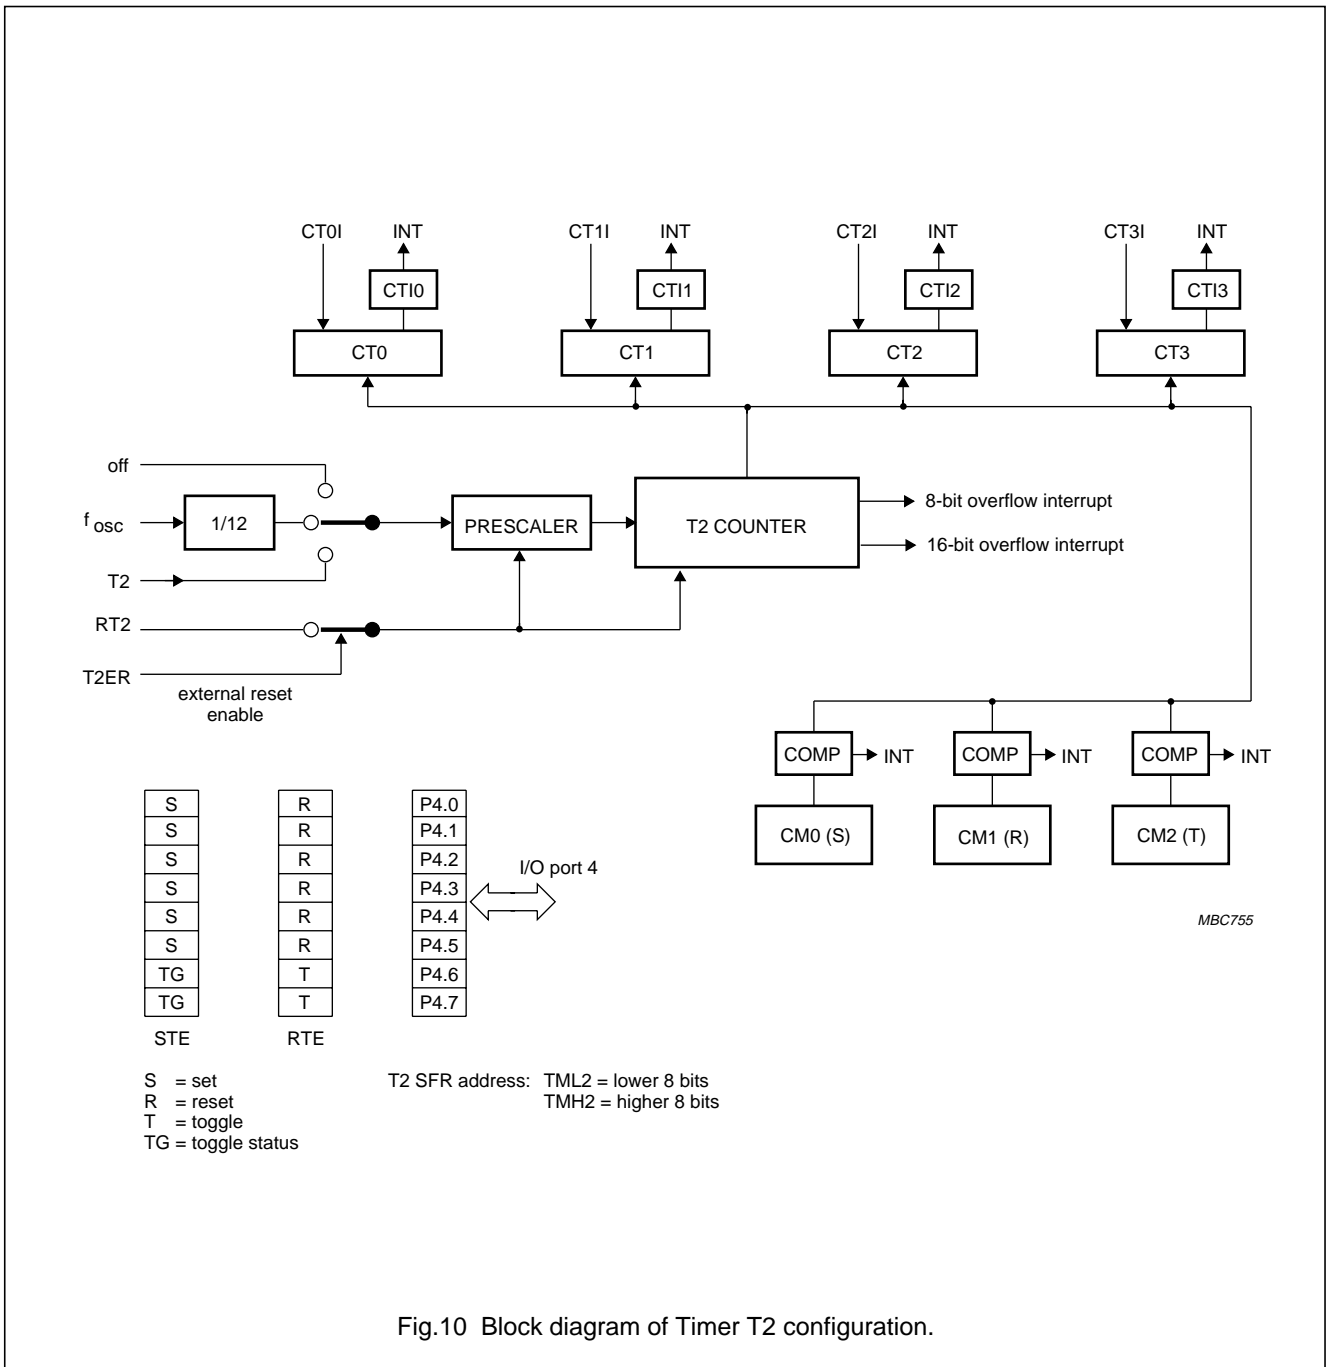 CT0I INT CT1I INT CT2I INT CT3I INT
CTI0 CTI1 CTI2 CTI3
CT0 CT1 CT2 CT3
off
fosc 1/12 PRESCALER T2 COUNTER 8-bit overflow interrupt
16-bit overflow interrupt
T2
RT2
T2ER
external reset
enable
COMP INT COMP INT COMP INT
CM0 (S) CM1 (R) CM2 (T)
S R P4.0
S R P4.1
S R P4.2
S R P4.3
S R P4.4
S R P4.5
TG T P4.6
TG T P4.7
I/O port 4
STE RTE
MBC755
S = set
R = reset
T = toggle
TG = toggle status
T2 SFR address: TML2 = lower 8 bits
TMH2 = higher 8 bits
Fig.10 Block diagram of Timer T2 configuration.